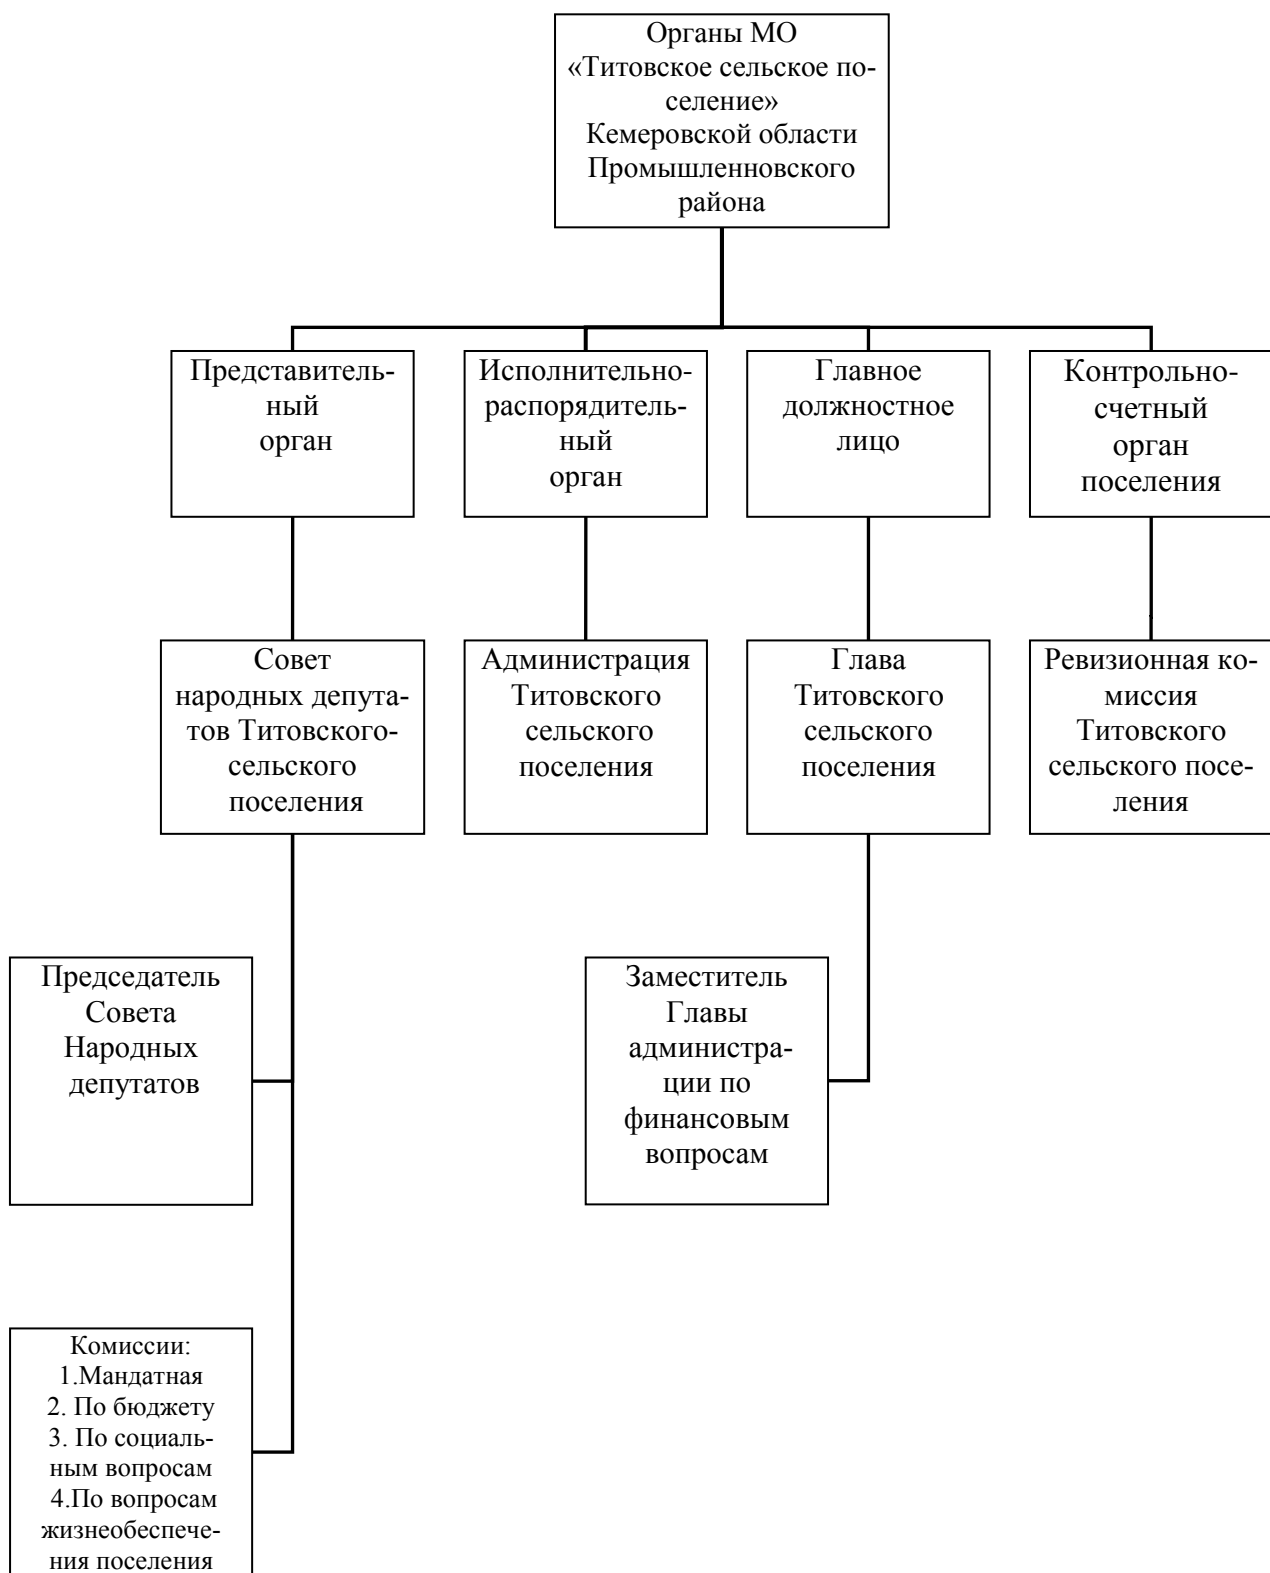 Органы МО
«Титовское сельское по-
селение»
Кемеровской области
Промышленновского
района
Представитель-
ный
орган
Исполнительно-
распорядитель-
ный
орган
Главное
должностное
лицо
Контрольно-
счетный
орган
поселения
Совет
народных депута-
тов Титовского-
сельского
поселения
Администрация
Титовского
сельского
поселения
Глава
Титовского
сельского
поселения
Ревизионная ко-
миссия
Титовского
сельского посе-
ления
Председатель
Совета
Народных
депутатов
Заместитель
Главы
администра-
ции по
финансовым
вопросам
Комиссии:
1.Мандатная
2. По бюджету
3. По социаль-
ным вопросам
4.По вопросам
жизнеобеспече-
ния поселения